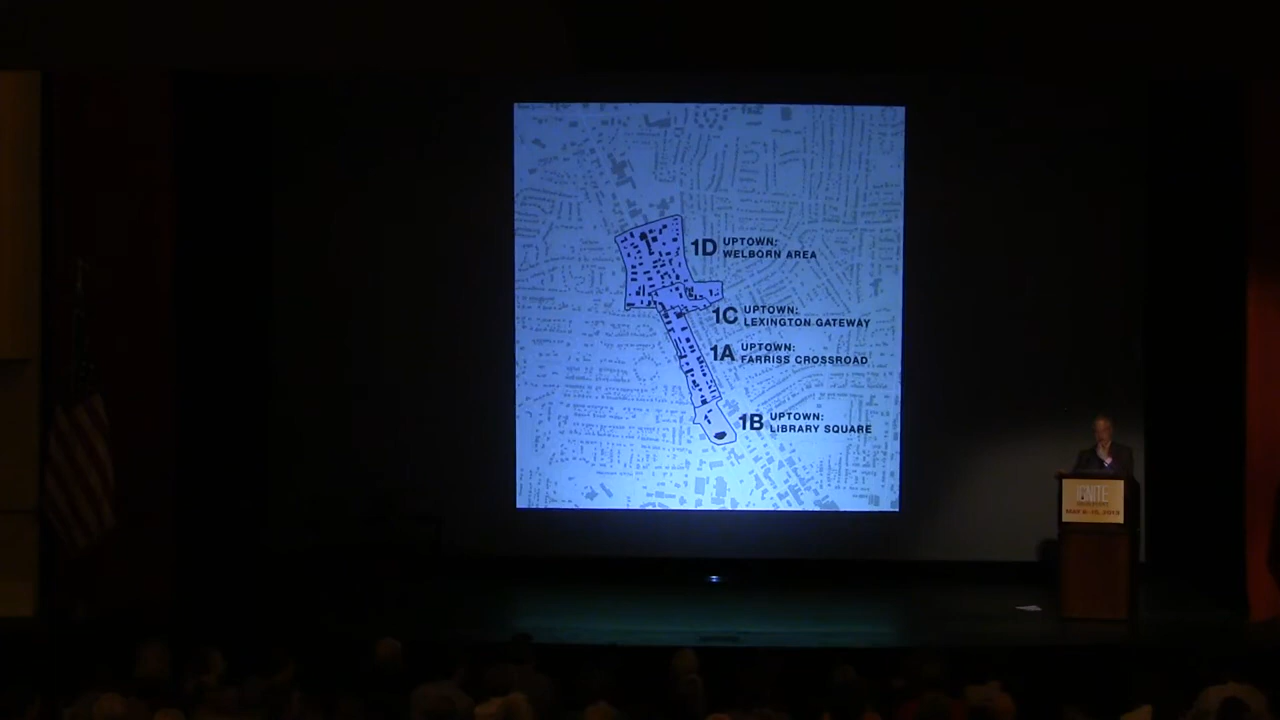 1D UPTOWN:
WELBORN AREA
1C UPTOWN:
LEXINGTON GATEWAY
1A UPTOWN:
FARRISS CROSSROAD
1B UPTOWN:
LIBRARY SQUARE
IGNITE